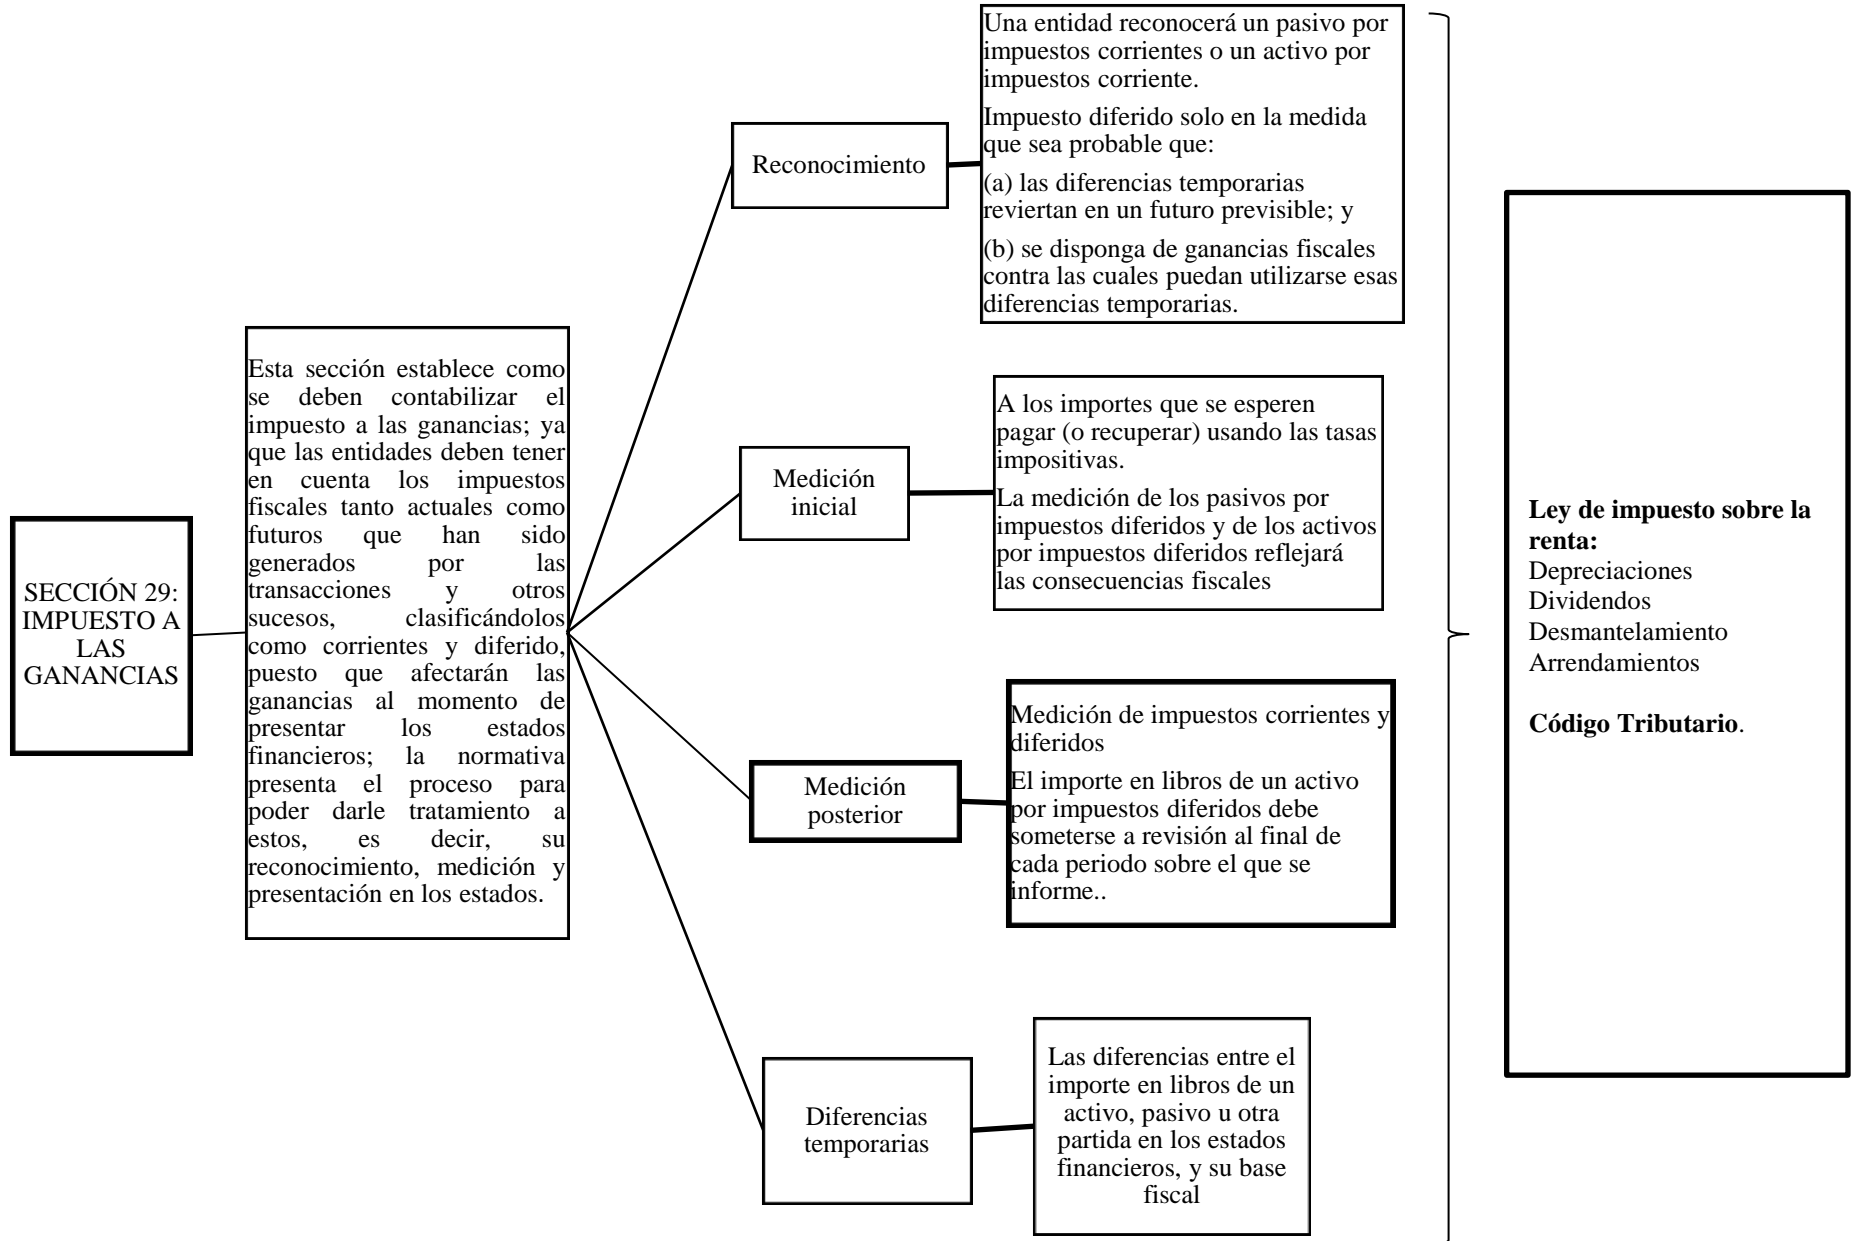 SECCIÓN 29:
IMPUESTO A
LAS
GANANCIAS
Esta sección establece como
se deben contabilizar el
impuesto a las ganancias; ya
que las entidades deben tener
en cuenta los impuestos
fiscales tanto actuales como
futuros que han sido
generados por las
transacciones y otros
sucesos, clasificándolos
como corrientes y diferido,
puesto que afectarán las
ganancias al momento de
presentar los estados
financieros; la normativa
presenta el proceso para
poder darle tratamiento a
estos, es decir, su
reconocimiento, medición y
presentación en los estados.
Reconocimiento
Una entidad reconocerá un pasivo por
impuestos corrientes o un activo por
impuestos corriente.
Impuesto diferido solo en la medida
que sea probable que:
(a) las diferencias temporarias
reviertan en un futuro previsible; y
(b) se disponga de ganancias fiscales
contra las cuales puedan utilizarse esas
diferencias temporarias.
Medición
inicial
A los importes que se esperen
pagar (o recuperar) usando las tasas
impositivas.
La medición de los pasivos por
impuestos diferidos y de los activos
por impuestos diferidos reflejará
las consecuencias fiscales
Medición
posterior
Medición de impuestos corrientes y
diferidos
El importe en libros de un activo
por impuestos diferidos debe
someterse a revisión al final de
cada periodo sobre el que se
informe..
Diferencias
temporarias
Las diferencias entre el
importe en libros de un
activo, pasivo u otra
partida en los estados
financieros, y su base
fiscal
Ley de impuesto sobre la
renta:
Depreciaciones
Dividendos
Desmantelamiento
Arrendamientos
Código Tributario.